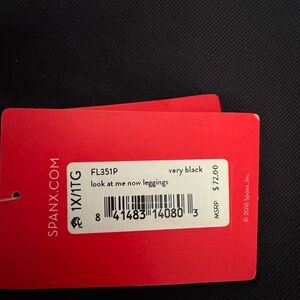 SPANX.COM
1X/1TG
FL351P very black
look at me now leggings
8 41483 14080 3
MSRP $72.00
© 2016 Spanx, Inc.